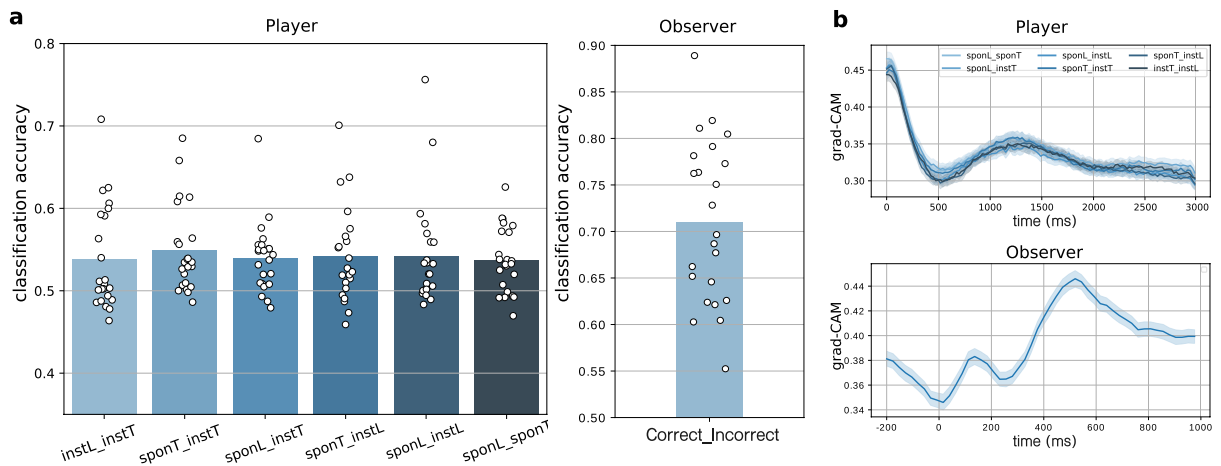 a
Player
classification accuracy
0.8
0.7
0.6
0.5
0.4
instL_instT
sponT_instT
sponL_instT
sponT_instL
sponL_instL
sponL_sponT
Observer
classification accuracy
0.90
0.85
0.80
0.75
0.70
0.65
0.60
0.55
0.50
Correct_Incorrect
b
Player
grad-CAM
0.45
0.40
0.35
0.30
sponL_sponT sponL_instL sponT_instL
sponL_instT sponT_instT instT_instL
0 500 1000 1500 2000 2500 3000
time (ms)
Observer
grad-CAM
0.44
0.42
0.40
0.38
0.36
0.34
-200 0 200 400 600 800 1000
time (ms)